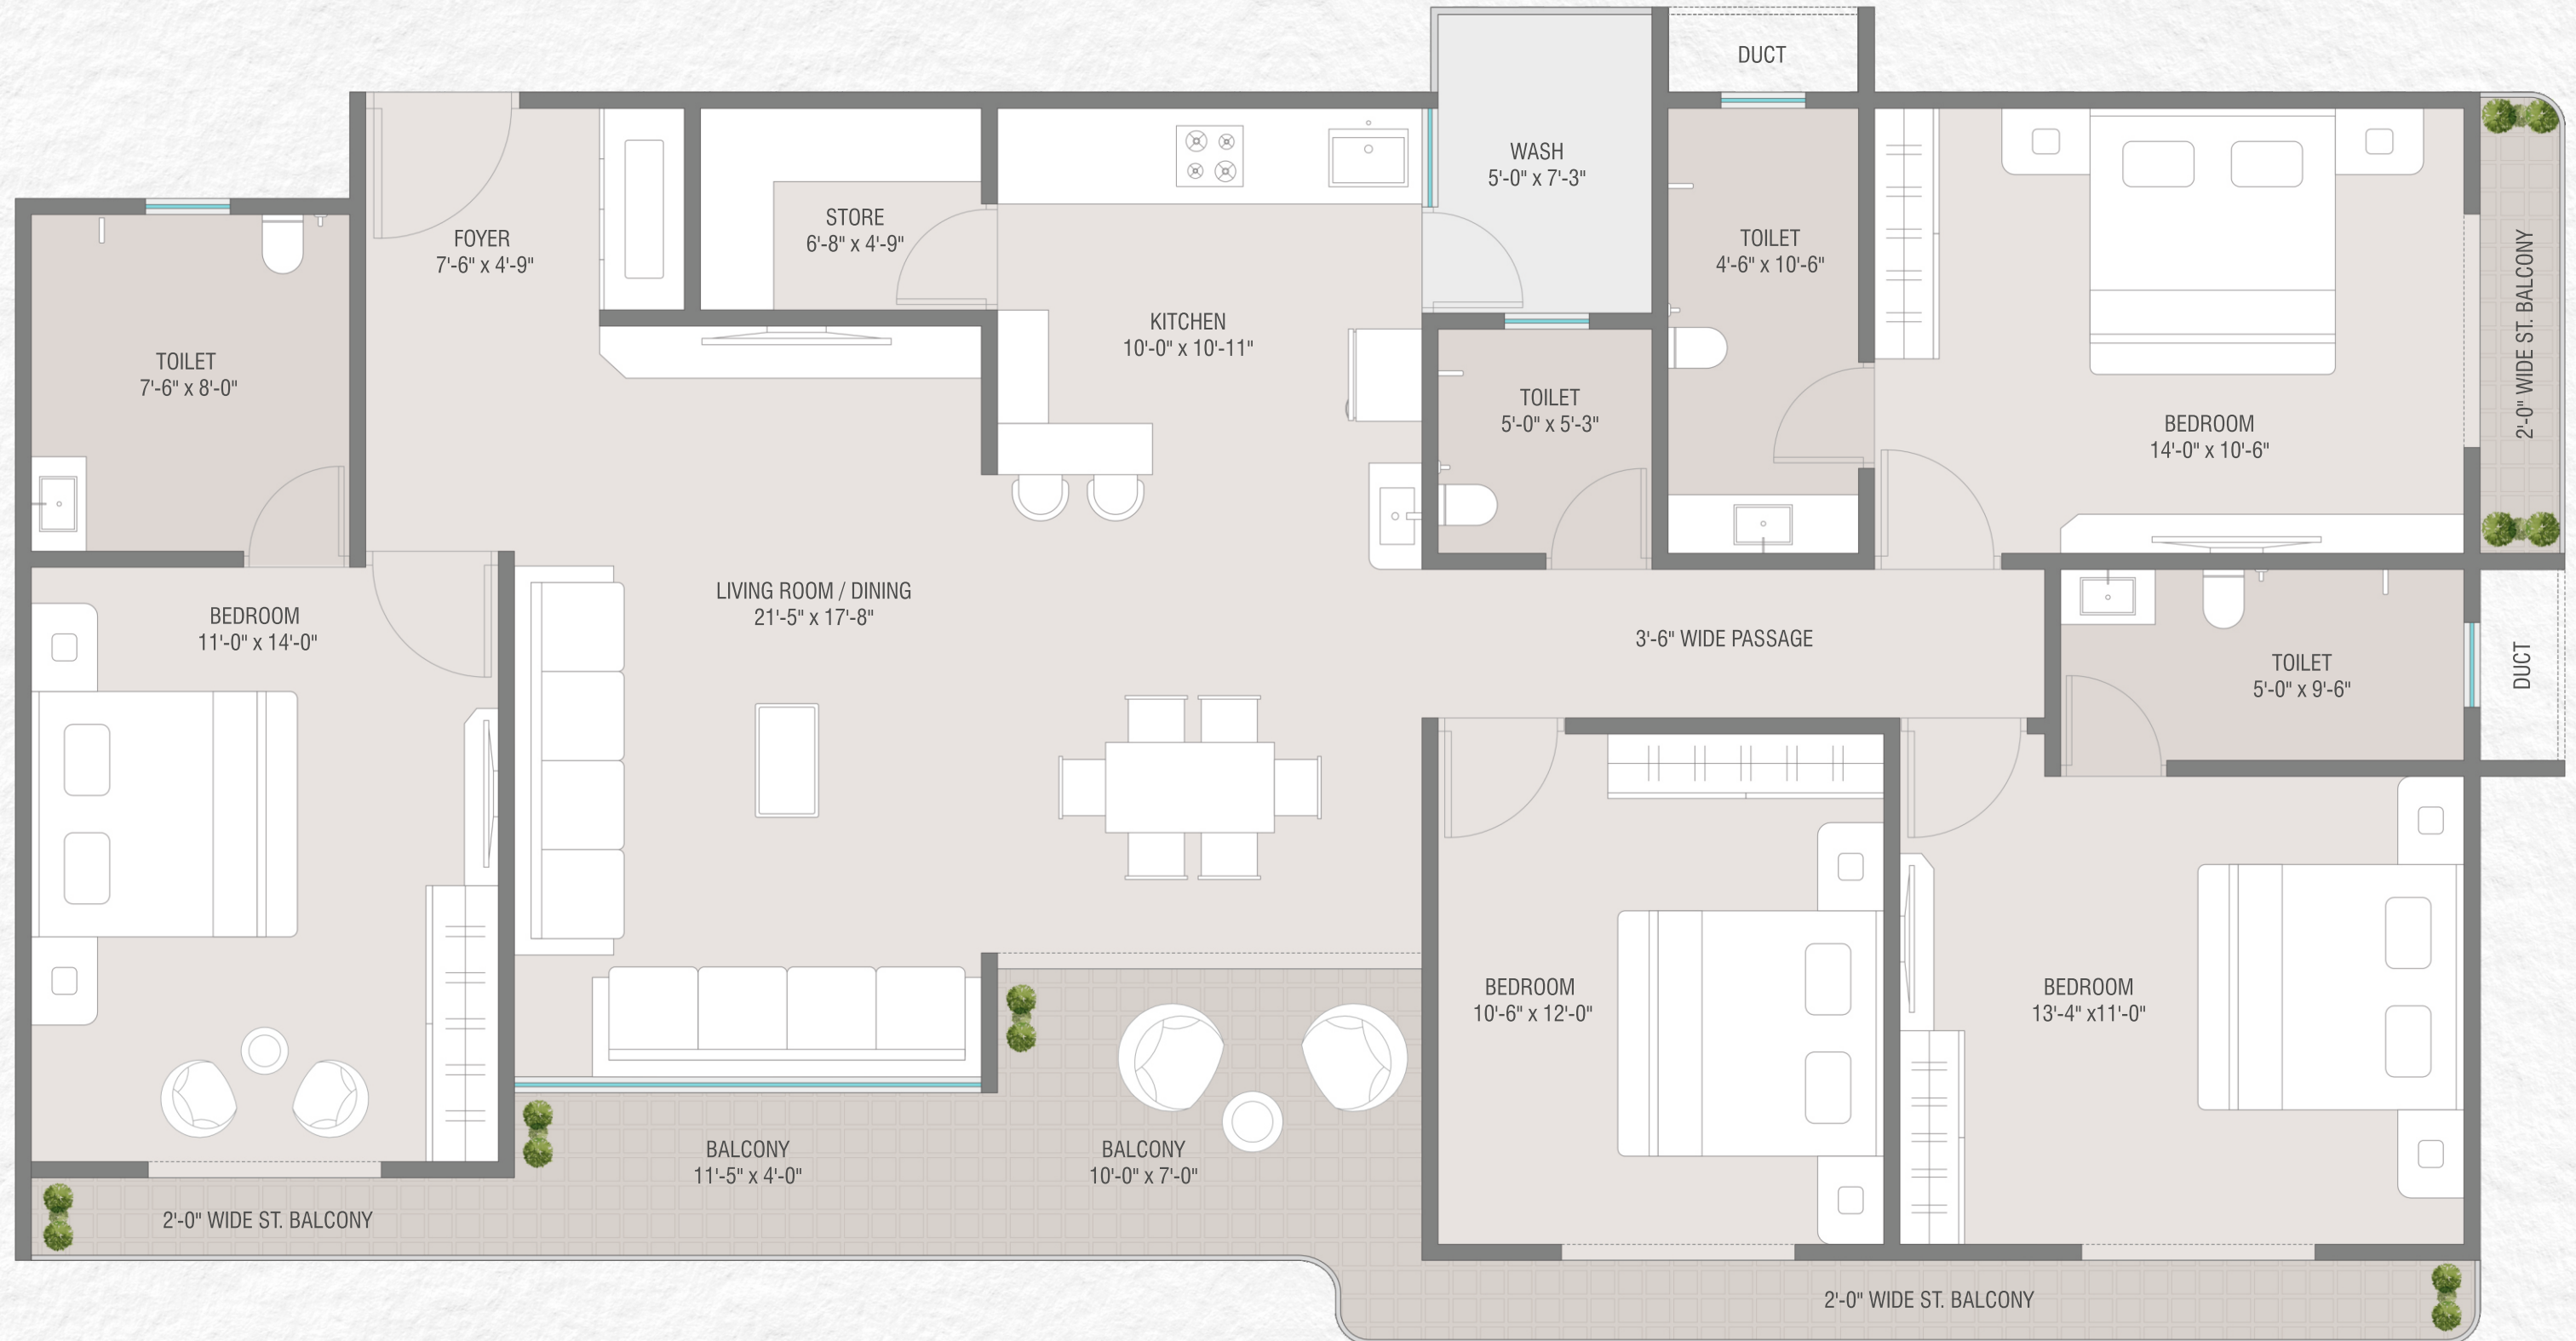 DUCT
WASH
5'-0" x 7'-3"
STORE
6'-8" x 4'-9"
FOYER
7'-6" x 4'-9"
TOILET
4'-6" x 10'-6"
2'-0" WIDE ST. BALCONY
KITCHEN
10'-0" x 10'-11"
TOILET
7'-6" x 8'-0"
TOILET
5'-0" x 5'-3"
BEDROOM
14'-0" x 10'-6"
LIVING ROOM / DINING
21'-5" x 17'-8"
BEDROOM
11'-0" x 14'-0"
3'-6" WIDE PASSAGE
TOILET
5'-0" x 9'-6"
DUCT
BEDROOM
10'-6" x 12'-0"
BEDROOM
13'-4" x11'-0"
BALCONY
11'-5" x 4'-0"
BALCONY
10'-0" x 7'-0"
2'-0" WIDE ST. BALCONY
2'-0" WIDE ST. BALCONY